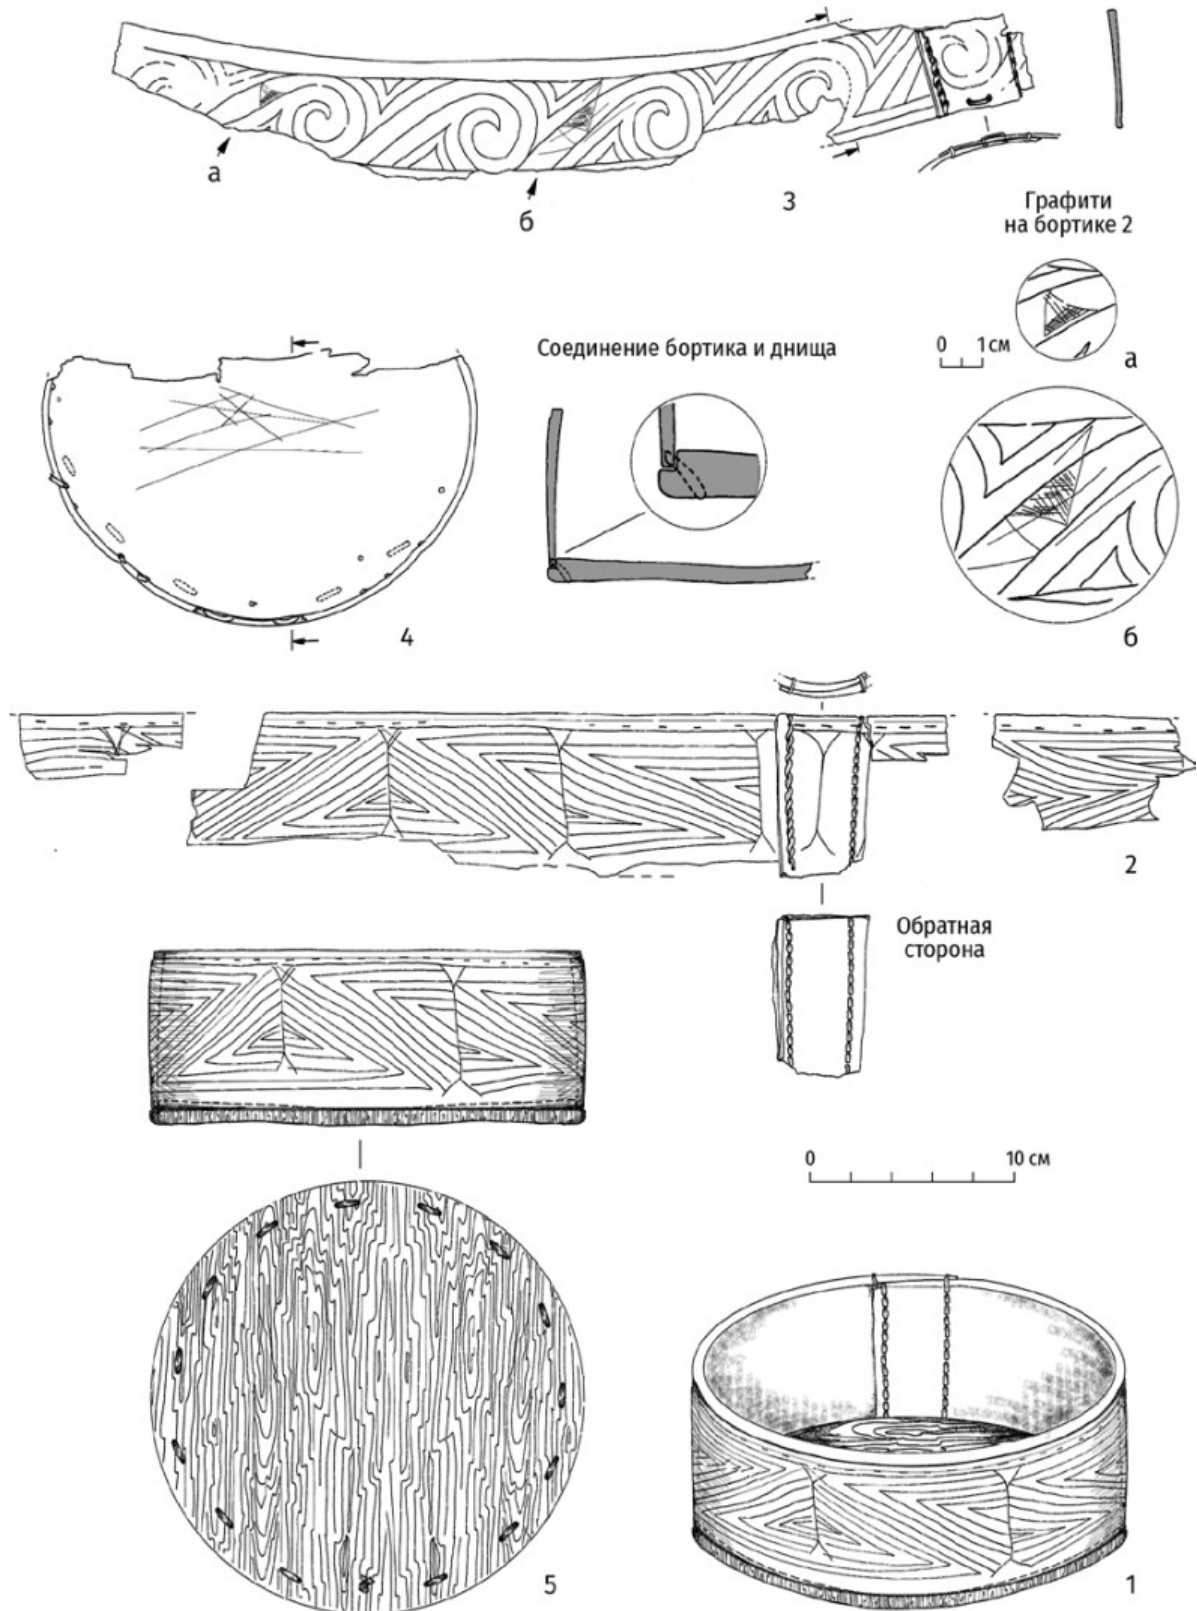 а
б
3
Графити
на бортике 2
0 1 см
а
Соединение бортика и днища
4
б
2
Обратная
сторона
0 10 см
5
1